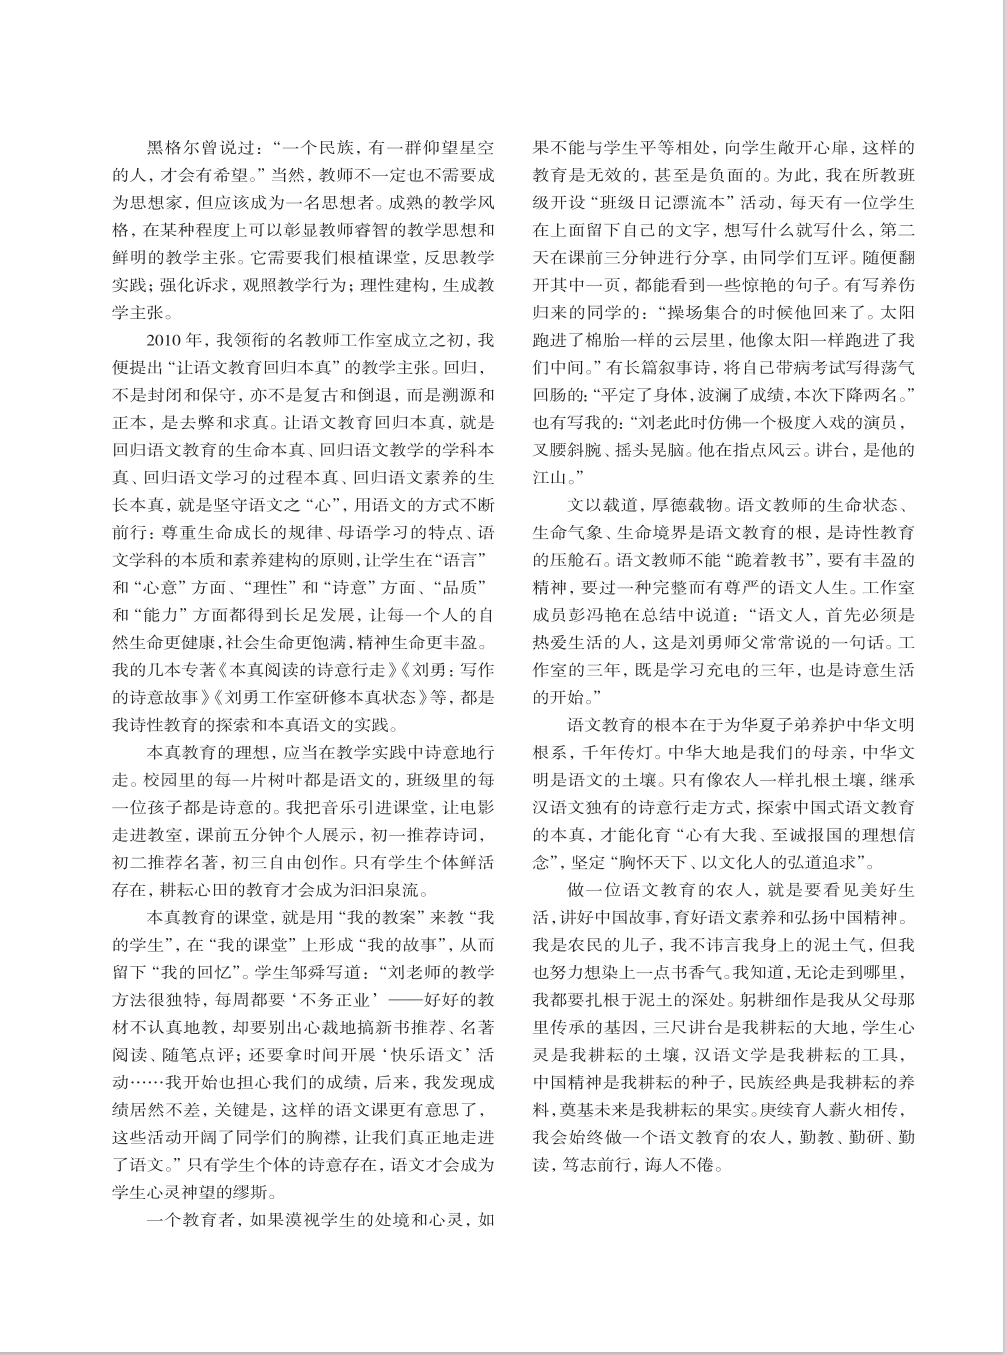 黑格尔曾说过：“一个民族，有一群仰望星空
的人，才会有希望。”当然，教师不一定也不需要成
为思想家，但应该成为一名思想者。成熟的教学风
格，在某种程度上可以彰显教师睿智的教学思想和
鲜明的教学主张。它需要我们根植课堂，反思教学
实践；强化诉求，观照教学行为；理性建构，生成教
学主张。
2010 年，我领衔的名教师工作室成立之初，我
便提出“让语文教育回归本真”的教学主张。回归，
不是封闭和保守，亦不是复古和倒退，而是溯源和
正本，是去弊和求真。让语文教育回归本真，就是
回归语文教育的生命本真、回归语文教学的学科本
真、回归语文学习的过程本真、回归语文素养的生
长本真，就是坚守语文之“心”，用语文的方式不断
前行：尊重生命成长的规律、母语学习的特点、语
文学科的本质和素养建构的原则，让学生在“语言”
和“心意”方面、“理性”和“诗意”方面、“品质”
和“能力”方面都得到长足发展，让每一个人的自
然生命更健康，社会生命更饱满，精神生命更丰盈。
我的几本专著《本真阅读的诗意行走》《刘勇：写作
的诗意故事》《刘勇工作室研修本真状态》等，都是
我诗性教育的探索和本真语文的实践。
本真教育的理想，应当在教学实践中诗意地行
走。校园里的每一片树叶都是语文的，班级里的每
一位孩子都是诗意的。我把音乐引进课堂，让电影
走进教室，课前五分钟个人展示，初一推荐诗词，
初二推荐名著，初三自由创作。只有学生个体鲜活
存在，耕耘心田的教育才会成为汩汩泉流。
本真教育的课堂，就是用“我的教案”来教“我
的学生”，在“我的课堂”上形成“我的故事”，从而
留下“我的回忆”。学生邹舜写道：“刘老师的教学
方法很独特，每周都要‘不务正业’——好好的教
材不认真地教，却要别出心裁地搞新书推荐、名著
阅读、随笔点评；还要拿时间开展‘快乐语文’活
动……我开始也担心我们的成绩，后来，我发现成
绩居然不差，关键是，这样的语文课更有意思了，
这些活动开阔了同学们的胸襟，让我们真正地走进
了语文。”只有学生个体的诗意存在，语文才会成为
学生心灵神望的缪斯。
一个教育者，如果漠视学生的处境和心灵，如
果不能与学生平等相处，向学生敞开心扉，这样的
教育是无效的，甚至是负面的。为此，我在所教班
级开设“班级日记漂流本”活动，每天有一位学生
在上面留下自己的文字，想写什么就写什么，第二
天在课前三分钟进行分享，由同学们互评。随便翻
开其中一页，都能看到一些惊艳的句子。有写养伤
归来的同学的：“操场集合的时候他回来了。太阳
跑进了棉胎一样的云层里，他像太阳一样跑进了我
们中间。”有长篇叙事诗，将自己带病考试写得荡气
回肠的：“平定了身体，波澜了成绩，本次下降两名。”
也有写我的：“刘老此时仿佛一个极度入戏的演员，
叉腰斜腕、摇头晃脑。他在指点风云。讲台，是他的
江山。”
文以载道，厚德载物。语文教师的生命状态、
生命气象、生命境界是语文教育的根，是诗性教育
的压舱石。语文教师不能“跪着教书”，要有丰盈的
精神，要过一种完整而有尊严的语文人生。工作室
成员彭冯艳在总结中说道：“语文人，首先必须是
热爱生活的人，这是刘勇师父常常说的一句话。工
作室的三年，既是学习充电的三年，也是诗意生活
的开始。”
语文教育的根本在于为华夏子弟养护中华文明
根系，千年传灯。中华大地是我们的母亲，中华文
明是语文的土壤。只有像农人一样扎根土壤，继承
汉语文独有的诗意行走方式，探索中国式语文教育
的本真，才能化育“心有大我、至诚报国的理想信
念”，坚定“胸怀天下、以文化人的弘道追求”。
做一位语文教育的农人，就是要看见美好生
活，讲好中国故事，育好语文素养和弘扬中国精神。
我是农民的儿子，我不讳言我身上的泥土气，但我
也努力想染上一点书香气。我知道，无论走到哪里，
我都要扎根于泥土的深处。躬耕细作是我从父母那
里传承的基因，三尺讲台是我耕耘的大地，学生心
灵是我耕耘的土壤，汉语文学是我耕耘的工具，
中国精神是我耕耘的种子，民族经典是我耕耘的养
料，奠基未来是我耕耘的果实。赓续育人薪火相传，
我会始终做一个语文教育的农人，勤教、勤研、勤
读，笃志前行，诲人不倦。